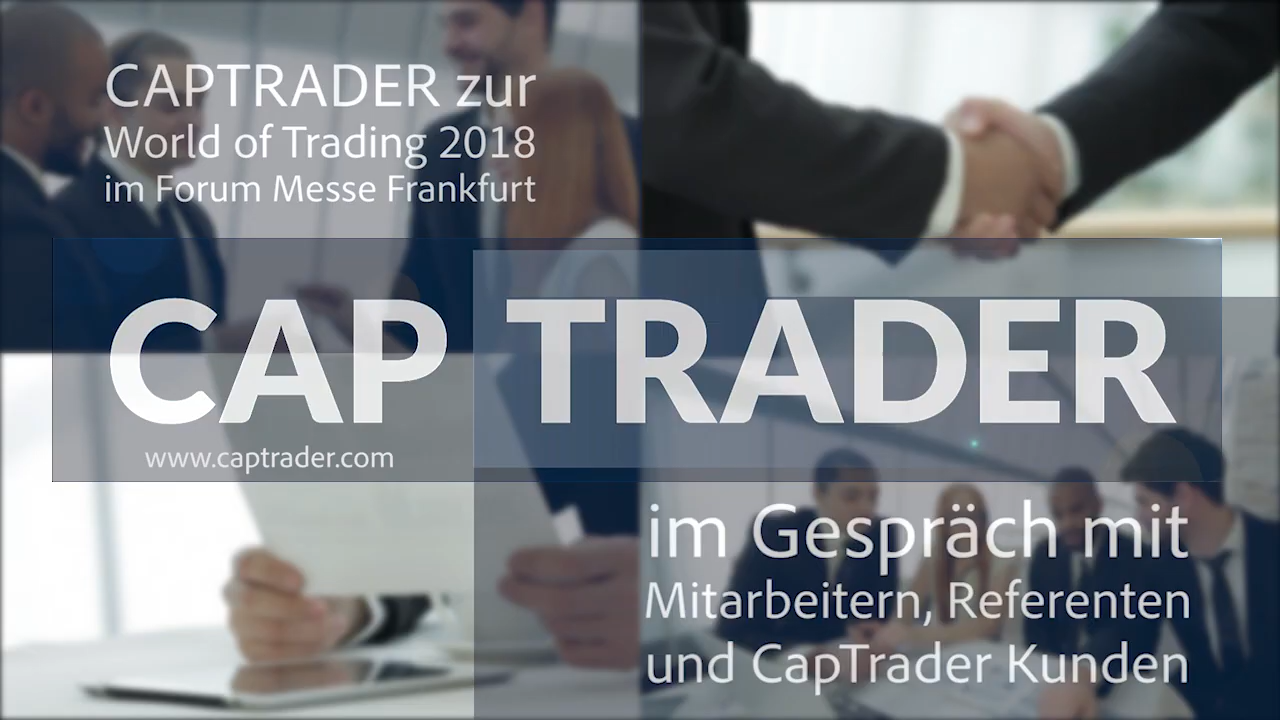 CAPTRADER zur
World of Trading 2018
im Forum Messe Frankfurt
CAP TRADER
www.captrader.com
im Gespräch mit
Mitarbeitern, Referenten
und CapTrader Kunden